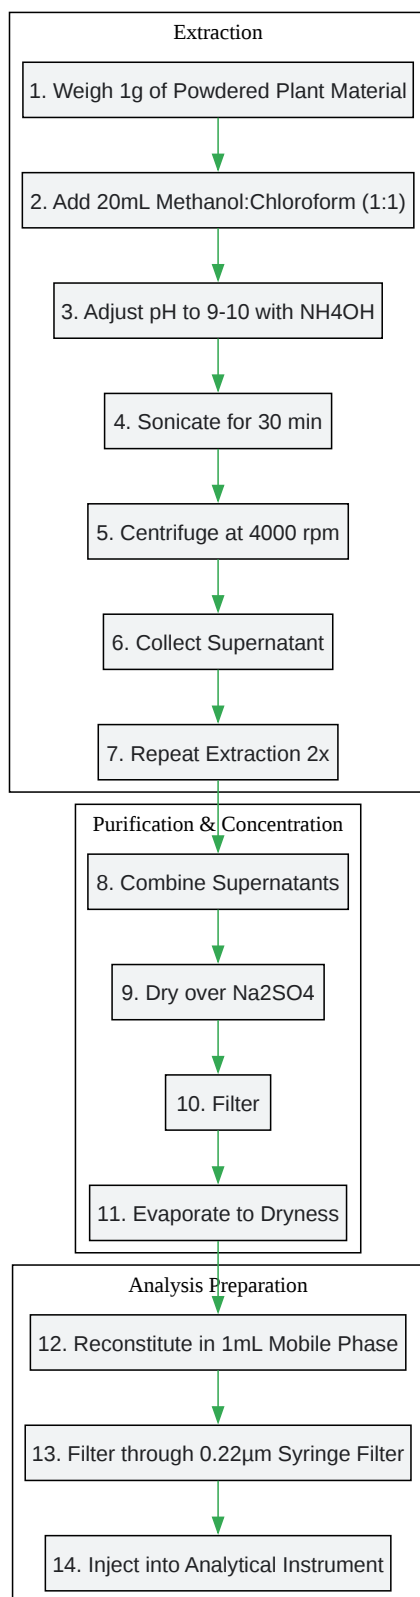 Extraction
1. Weigh 1g of Powdered Plant Material
2. Add 20mL Methanol:Chloroform (1:1)
3. Adjust pH to 9-10 with NH4OH
4. Sonicate for 30 min
5. Centrifuge at 4000 rpm
6. Collect Supernatant
7. Repeat Extraction 2x
Purification & Concentration
8. Combine Supernatants
9. Dry over Na2SO4
10. Filter
11. Evaporate to Dryness
Analysis Preparation
12. Reconstitute in 1mL Mobile Phase
13. Filter through 0.22µm Syringe Filter
14. Inject into Analytical Instrument